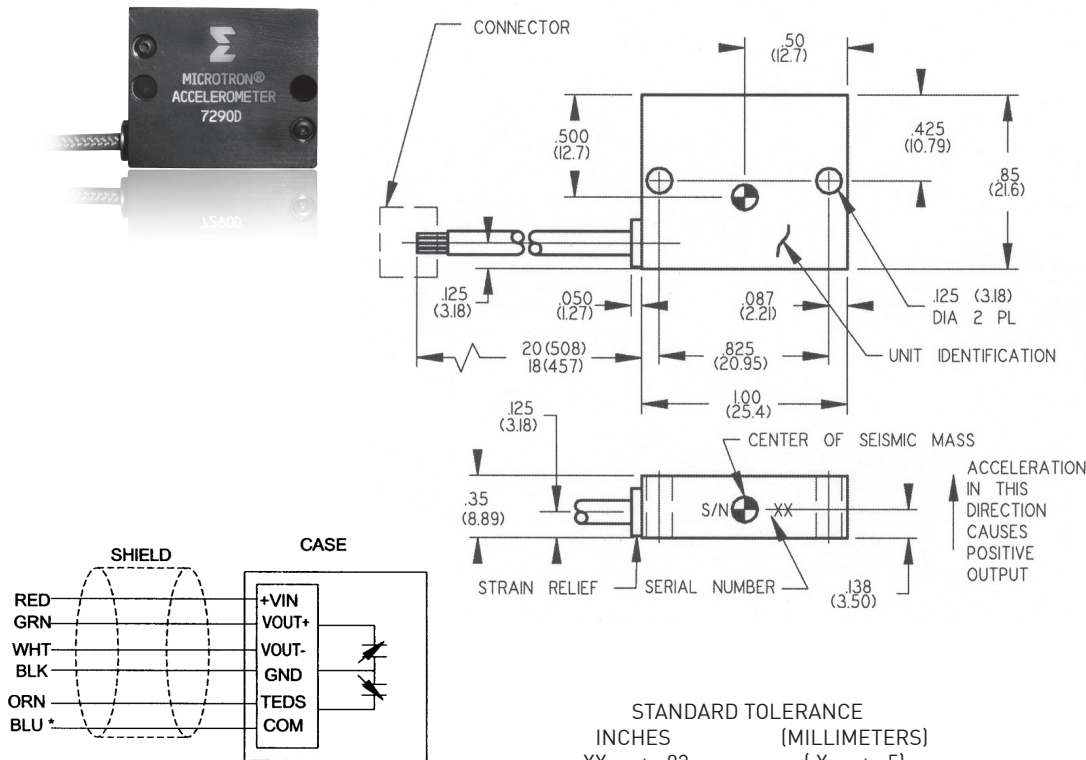 MICROTRON®
ACCELEROMETER
7290D
CONNECTOR
.50
(12.7)
.500
(12.7)
.425
(10.79)
.85
(21.6)
.125
(3.18)
.050
(1.27)
.087
(2.21)
.125 (3.18)
DIA 2 PL
20 (508)
18 (457)
.825
(20.95)
UNIT IDENTIFICATION
1.00
(25.4)
.125
(3.18)
CENTER OF SEISMIC MASS
.35
(8.89)
S/N XX
ACCELERATION
IN THIS
DIRECTION
CAUSES
POSITIVE
OUTPUT
STRAIN RELIEF
SERIAL NUMBER
.138
(3.50)
SHIELD
CASE
RED
+VIN
GRN
VOUT+
WHT
VOUT-
BLK
GND
ORN
TEDS
BLU *
COM
STANDARD TOLERANCE
INCHES (MILLIMETERS)